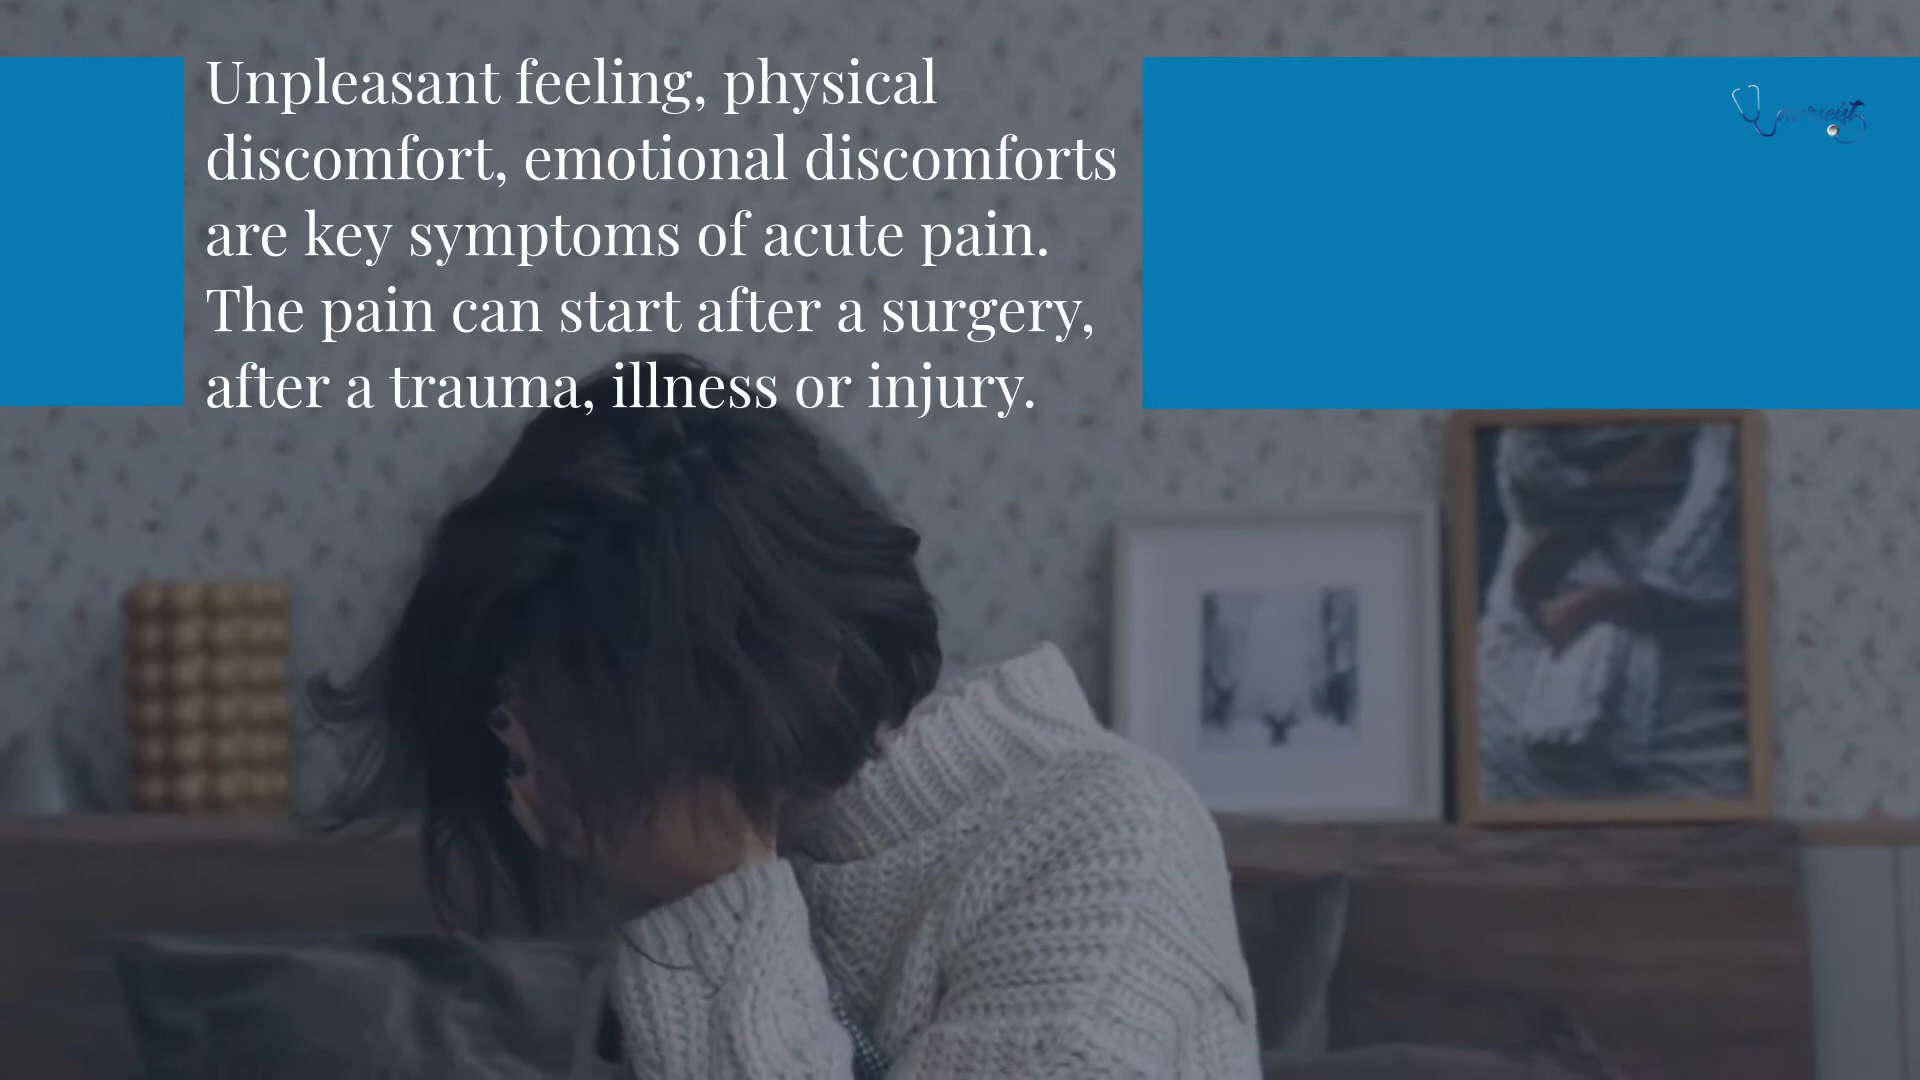 Unpleasant feeling, physical
discomfort, emotional discomforts
are key symptoms of acute pain.
The pain can start after a surgery,
after a trauma, illness or injury.